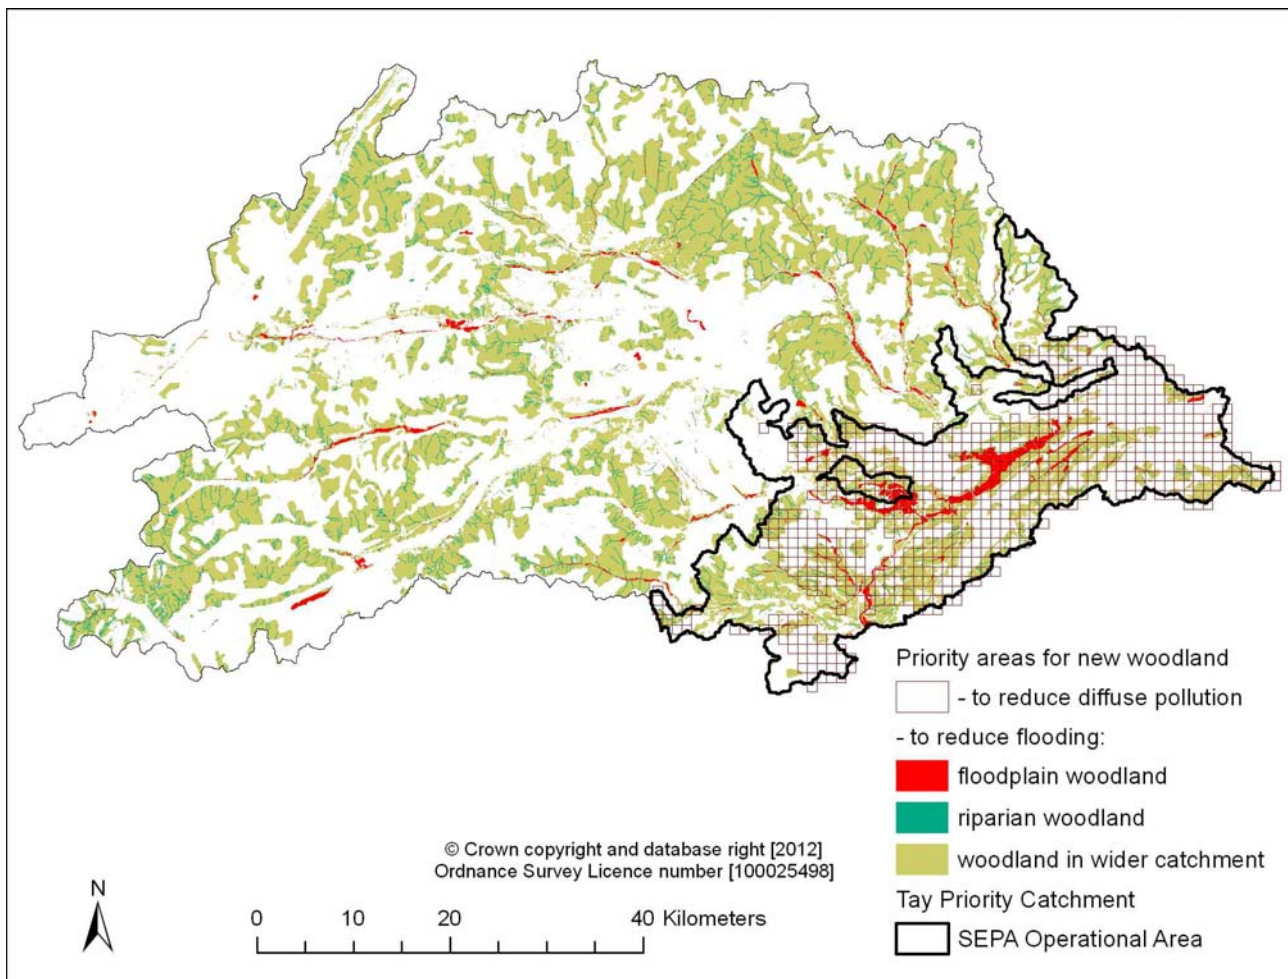 Priority areas for new woodland
- to reduce diffuse pollution
- to reduce flooding:
floodplain woodland
riparian woodland
woodland in wider catchment
Tay Priority Catchment
SEPA Operational Area
© Crown copyright and database right [2012]
Ordnance Survey Licence number [100025498]
N
0 10 20 40 Kilometers